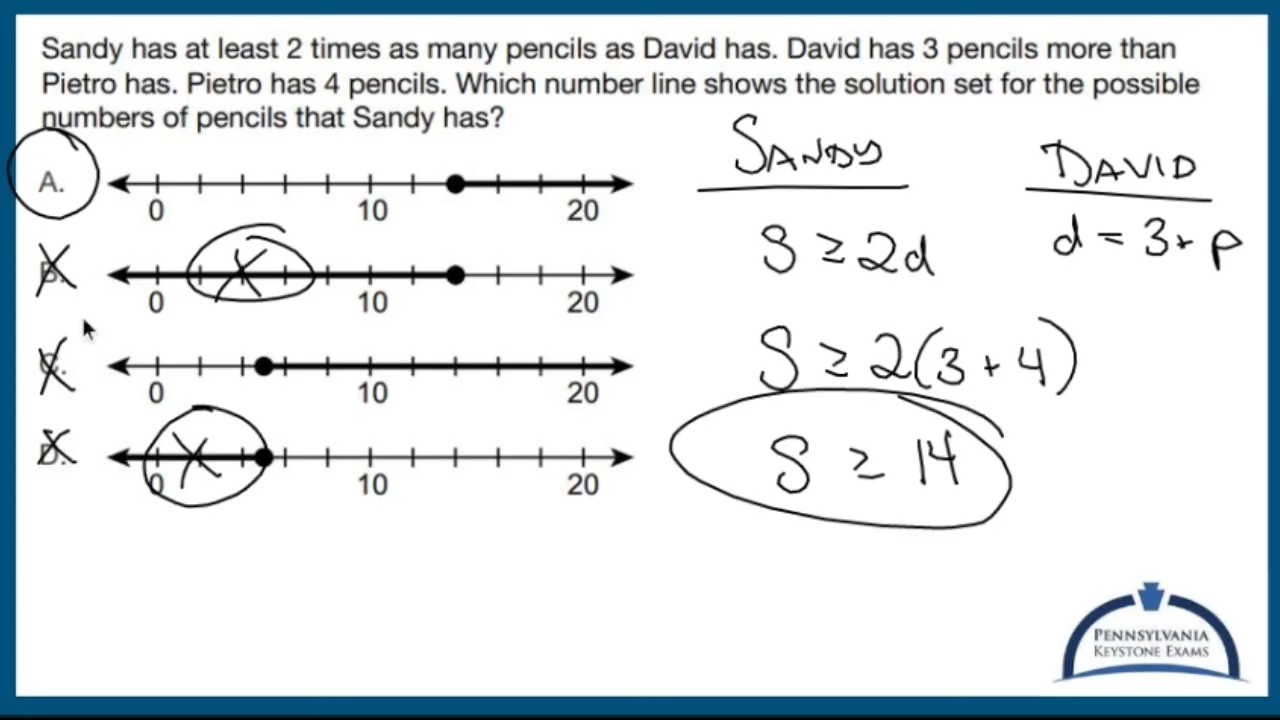 Sandy has at least 2 times as many pencils as David has. David has 3 pencils more than
Pietro has. Pietro has 4 pencils. Which number line shows the solution set for the possible
numbers of pencils that Sandy has?
A.
0 10 20
B.
0 10 20
C.
0 10 20
D.
0 10 20
SANDY
S ≥ 2d
S ≥ 2(3 + 4)
S ≥ 14
DAVID
d = 3 + p
PENNSYLVANIA
KEYSTONE EXAMS